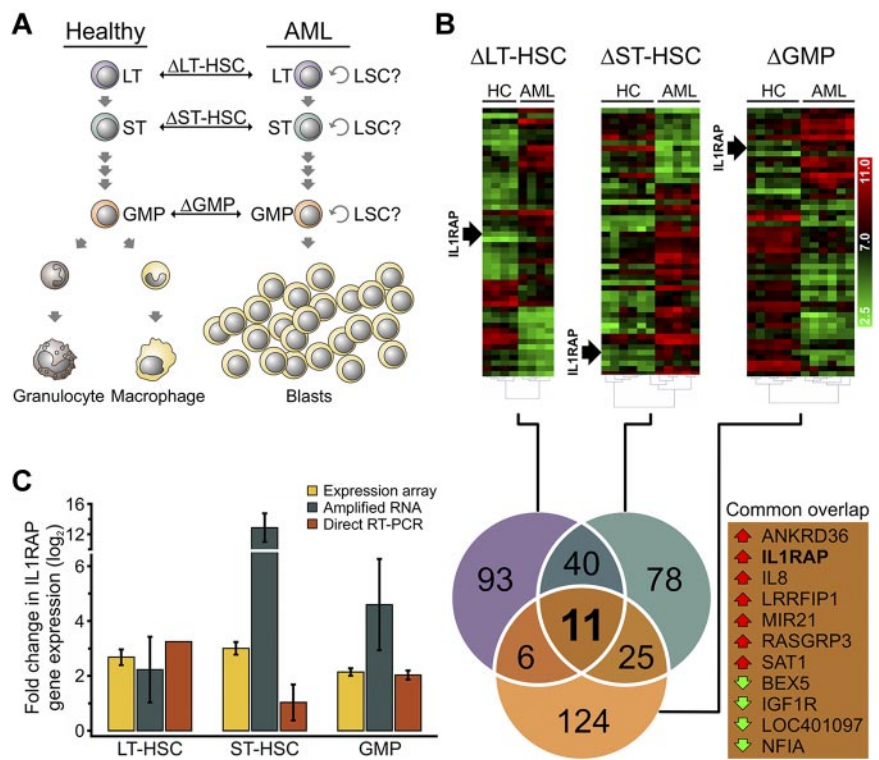 A
Healthy
AML
LT
ΔLT-HSC
LT
LSC?
ST
ΔST-HSC
ST
LSC?
GMP
ΔGMP
GMP
LSC?
Granulocyte
Macrophage
Blasts
B
ΔLT-HSC
ΔST-HSC
ΔGMP
HC
AML
HC
AML
HC
AML
IL1RAP
IL1RAP
IL1RAP
11.0
7.0
2.5
93
40
78
11
6
25
124
Common overlap
ANKRD36
IL1RAP
IL8
LRRFIP1
MIR21
RASGRP3
SAT1
BEX5
IGF1R
LOC401097
NFIA
C
Fold change in IL1RAP
gene expression (log2)
16
12
6
4
2
0
Expression array
Amplified RNA
Direct RT-PCR
LT-HSC
ST-HSC
GMP